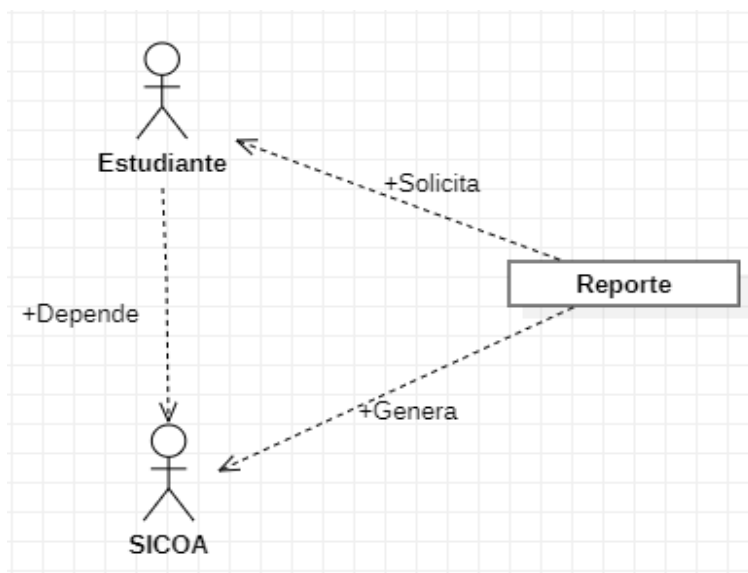 Estudiante
+Solicita
Reporte
+Depende
+Genera
SICOA